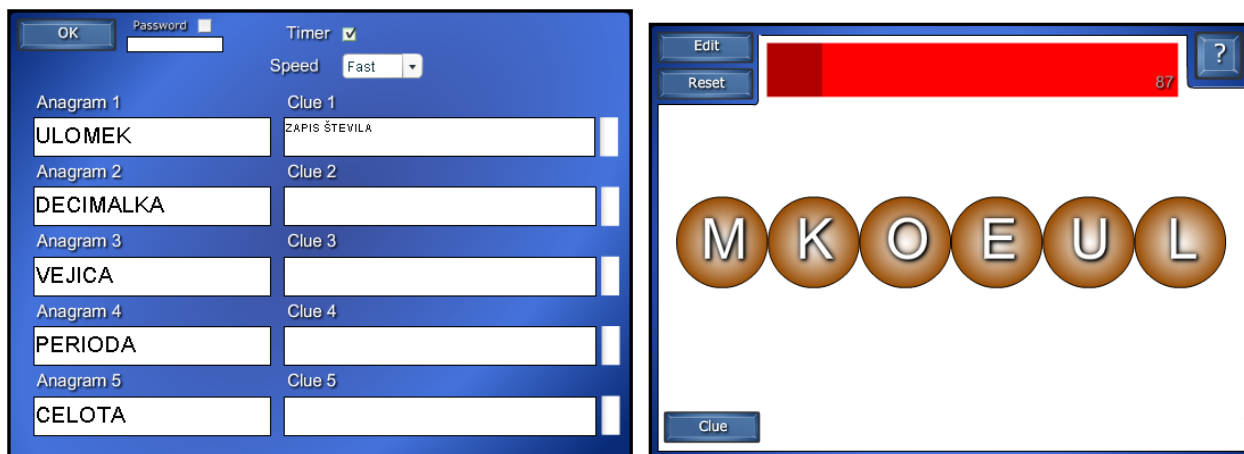 OK Password
Timer
Speed Fast
Anagram 1 Clue 1
ULOMEK ZAPIS ŠTEVILA
Anagram 2 Clue 2
DECIMALKA
Anagram 3 Clue 3
VEJICA
Anagram 4 Clue 4
PERIODA
Anagram 5 Clue 5
CELOTA
Edit
Reset
87
?
M K O E U L
Clue